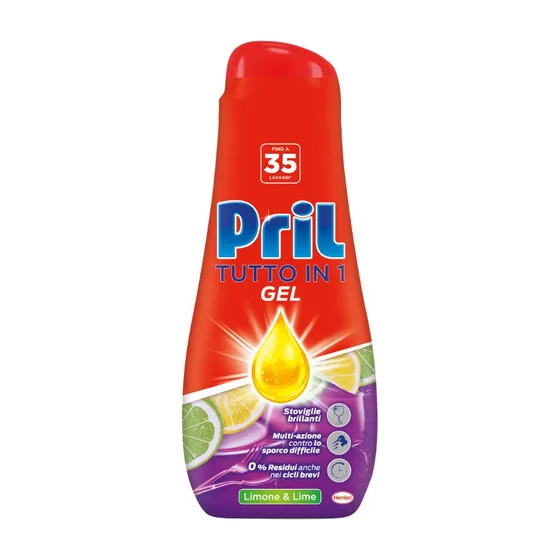 FINO A
35
LAVAGGI*
Pril
TUTTO IN 1
GEL
Stoviglie
brillanti
Multi-azione
contro lo
sporco difficile
0% Residui anche
nei cicli brevi
Limone & Lime
Henkel